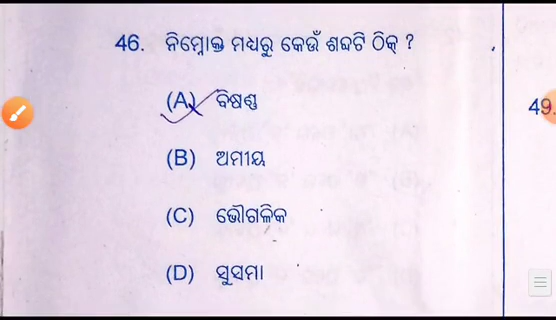 46. ନିମ୍ନୋକ୍ତ ମଧ୍ୟରୁ କେଉଁ ଶବ୍ଦଟି ଠିକ୍ ?
(A) ବିଷଣ୍ଣ
(B) ଅମୀୟ
(C) ଭୌଗଳିକ
(D) ସୁସମା
49.